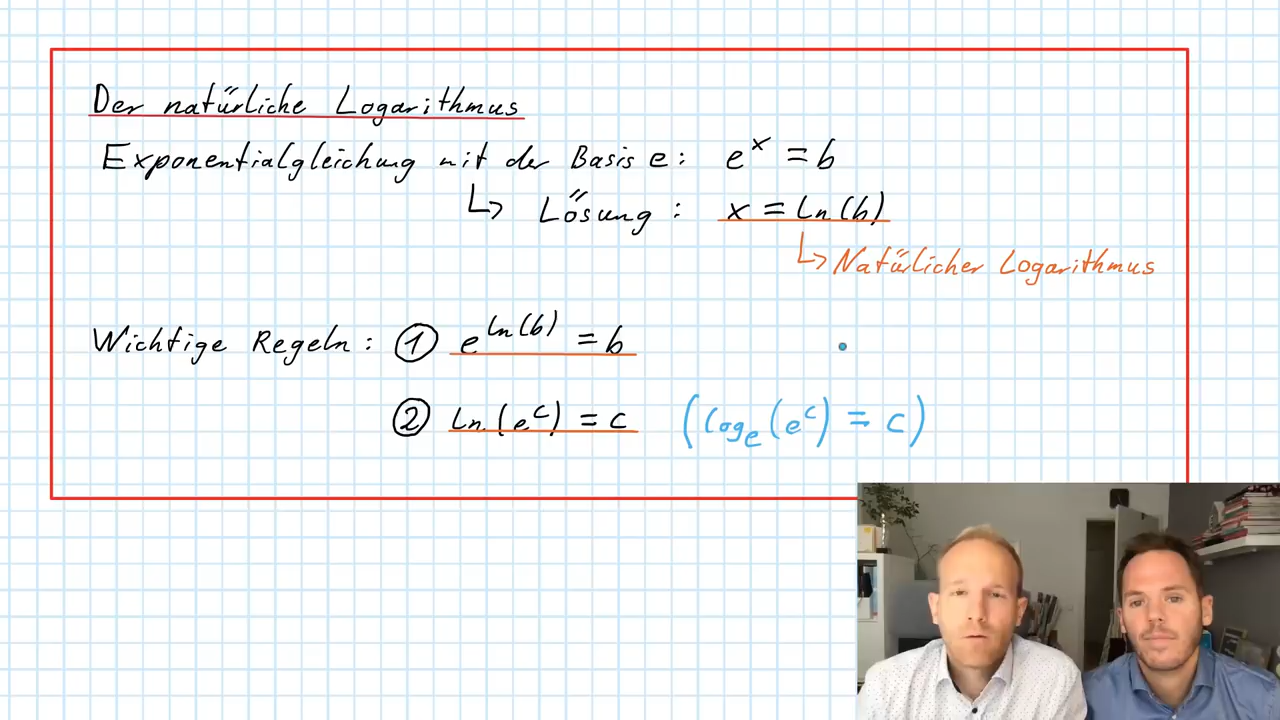 Der natürliche Logarithmus
Exponentialgleichung mit der Basis e: e^x = b
↳ Lösung: x = ln(b)
↳ Natürlicher Logarithmus
Wichtige Regeln: ① e^ln(b) = b
② ln(e^c) = c (log_e(e^c) = c)